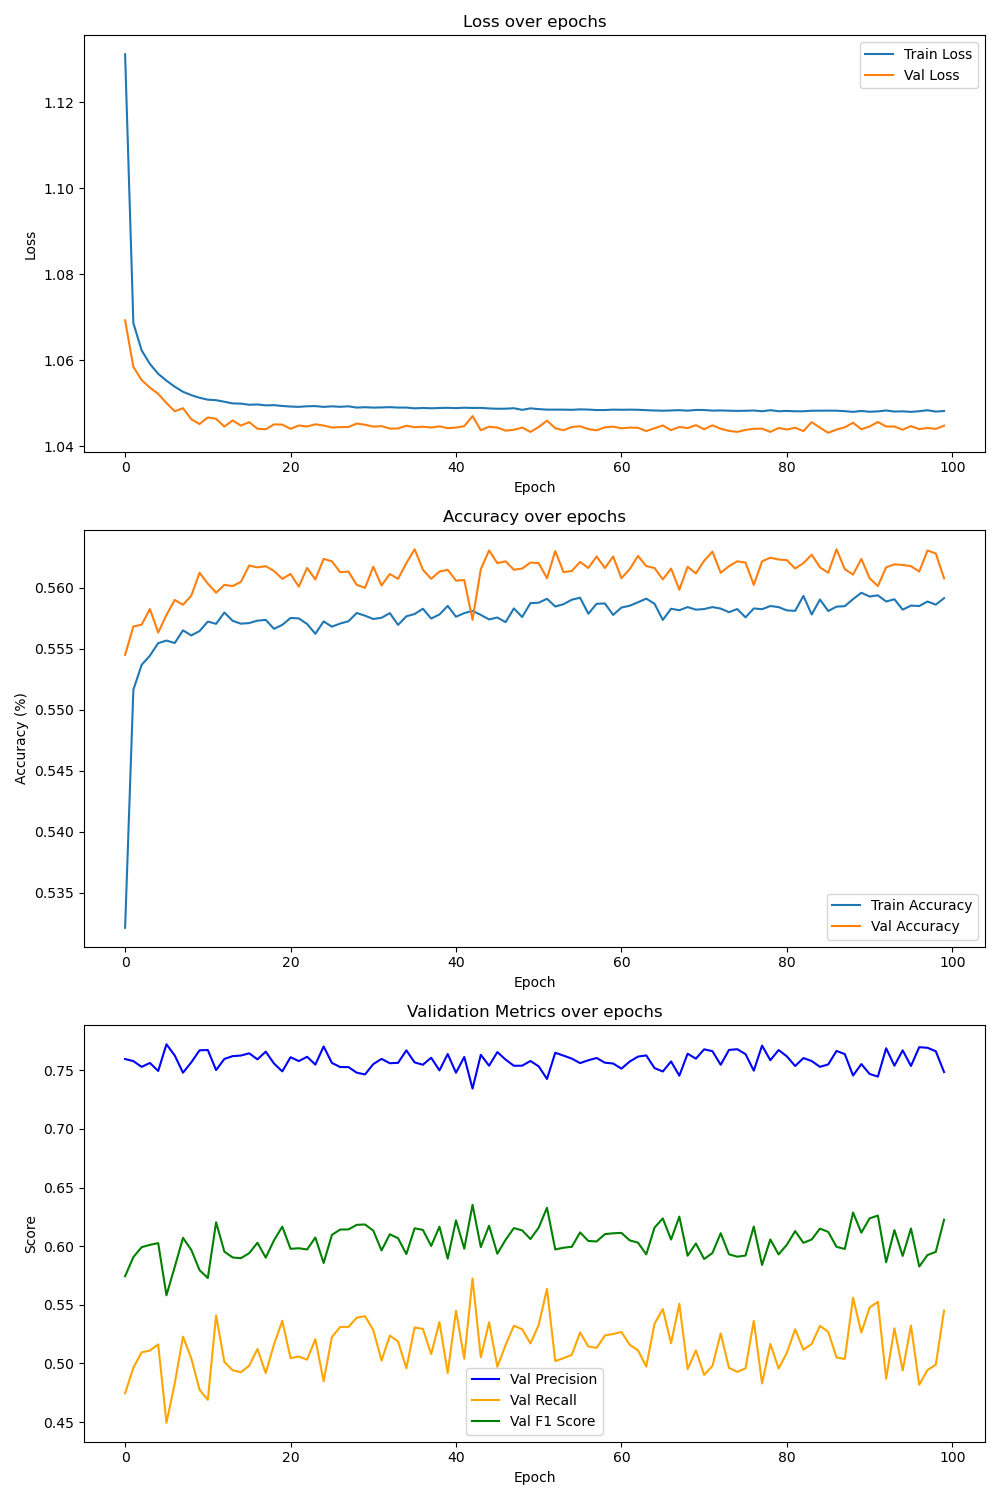 Loss over epochs
Train Loss
Val Loss
1.12
1.10
1.08
1.06
1.04
Loss
0 20 40 60 80 100
Epoch
Accuracy over epochs
0.560
0.555
0.550
0.545
0.540
0.535
Accuracy (%)
Train Accuracy
Val Accuracy
0 20 40 60 80 100
Epoch
Validation Metrics over epochs
0.75
0.70
0.65
0.60
0.55
0.50
0.45
Score
Val Precision
Val Recall
Val F1 Score
0 20 40 60 80 100
Epoch